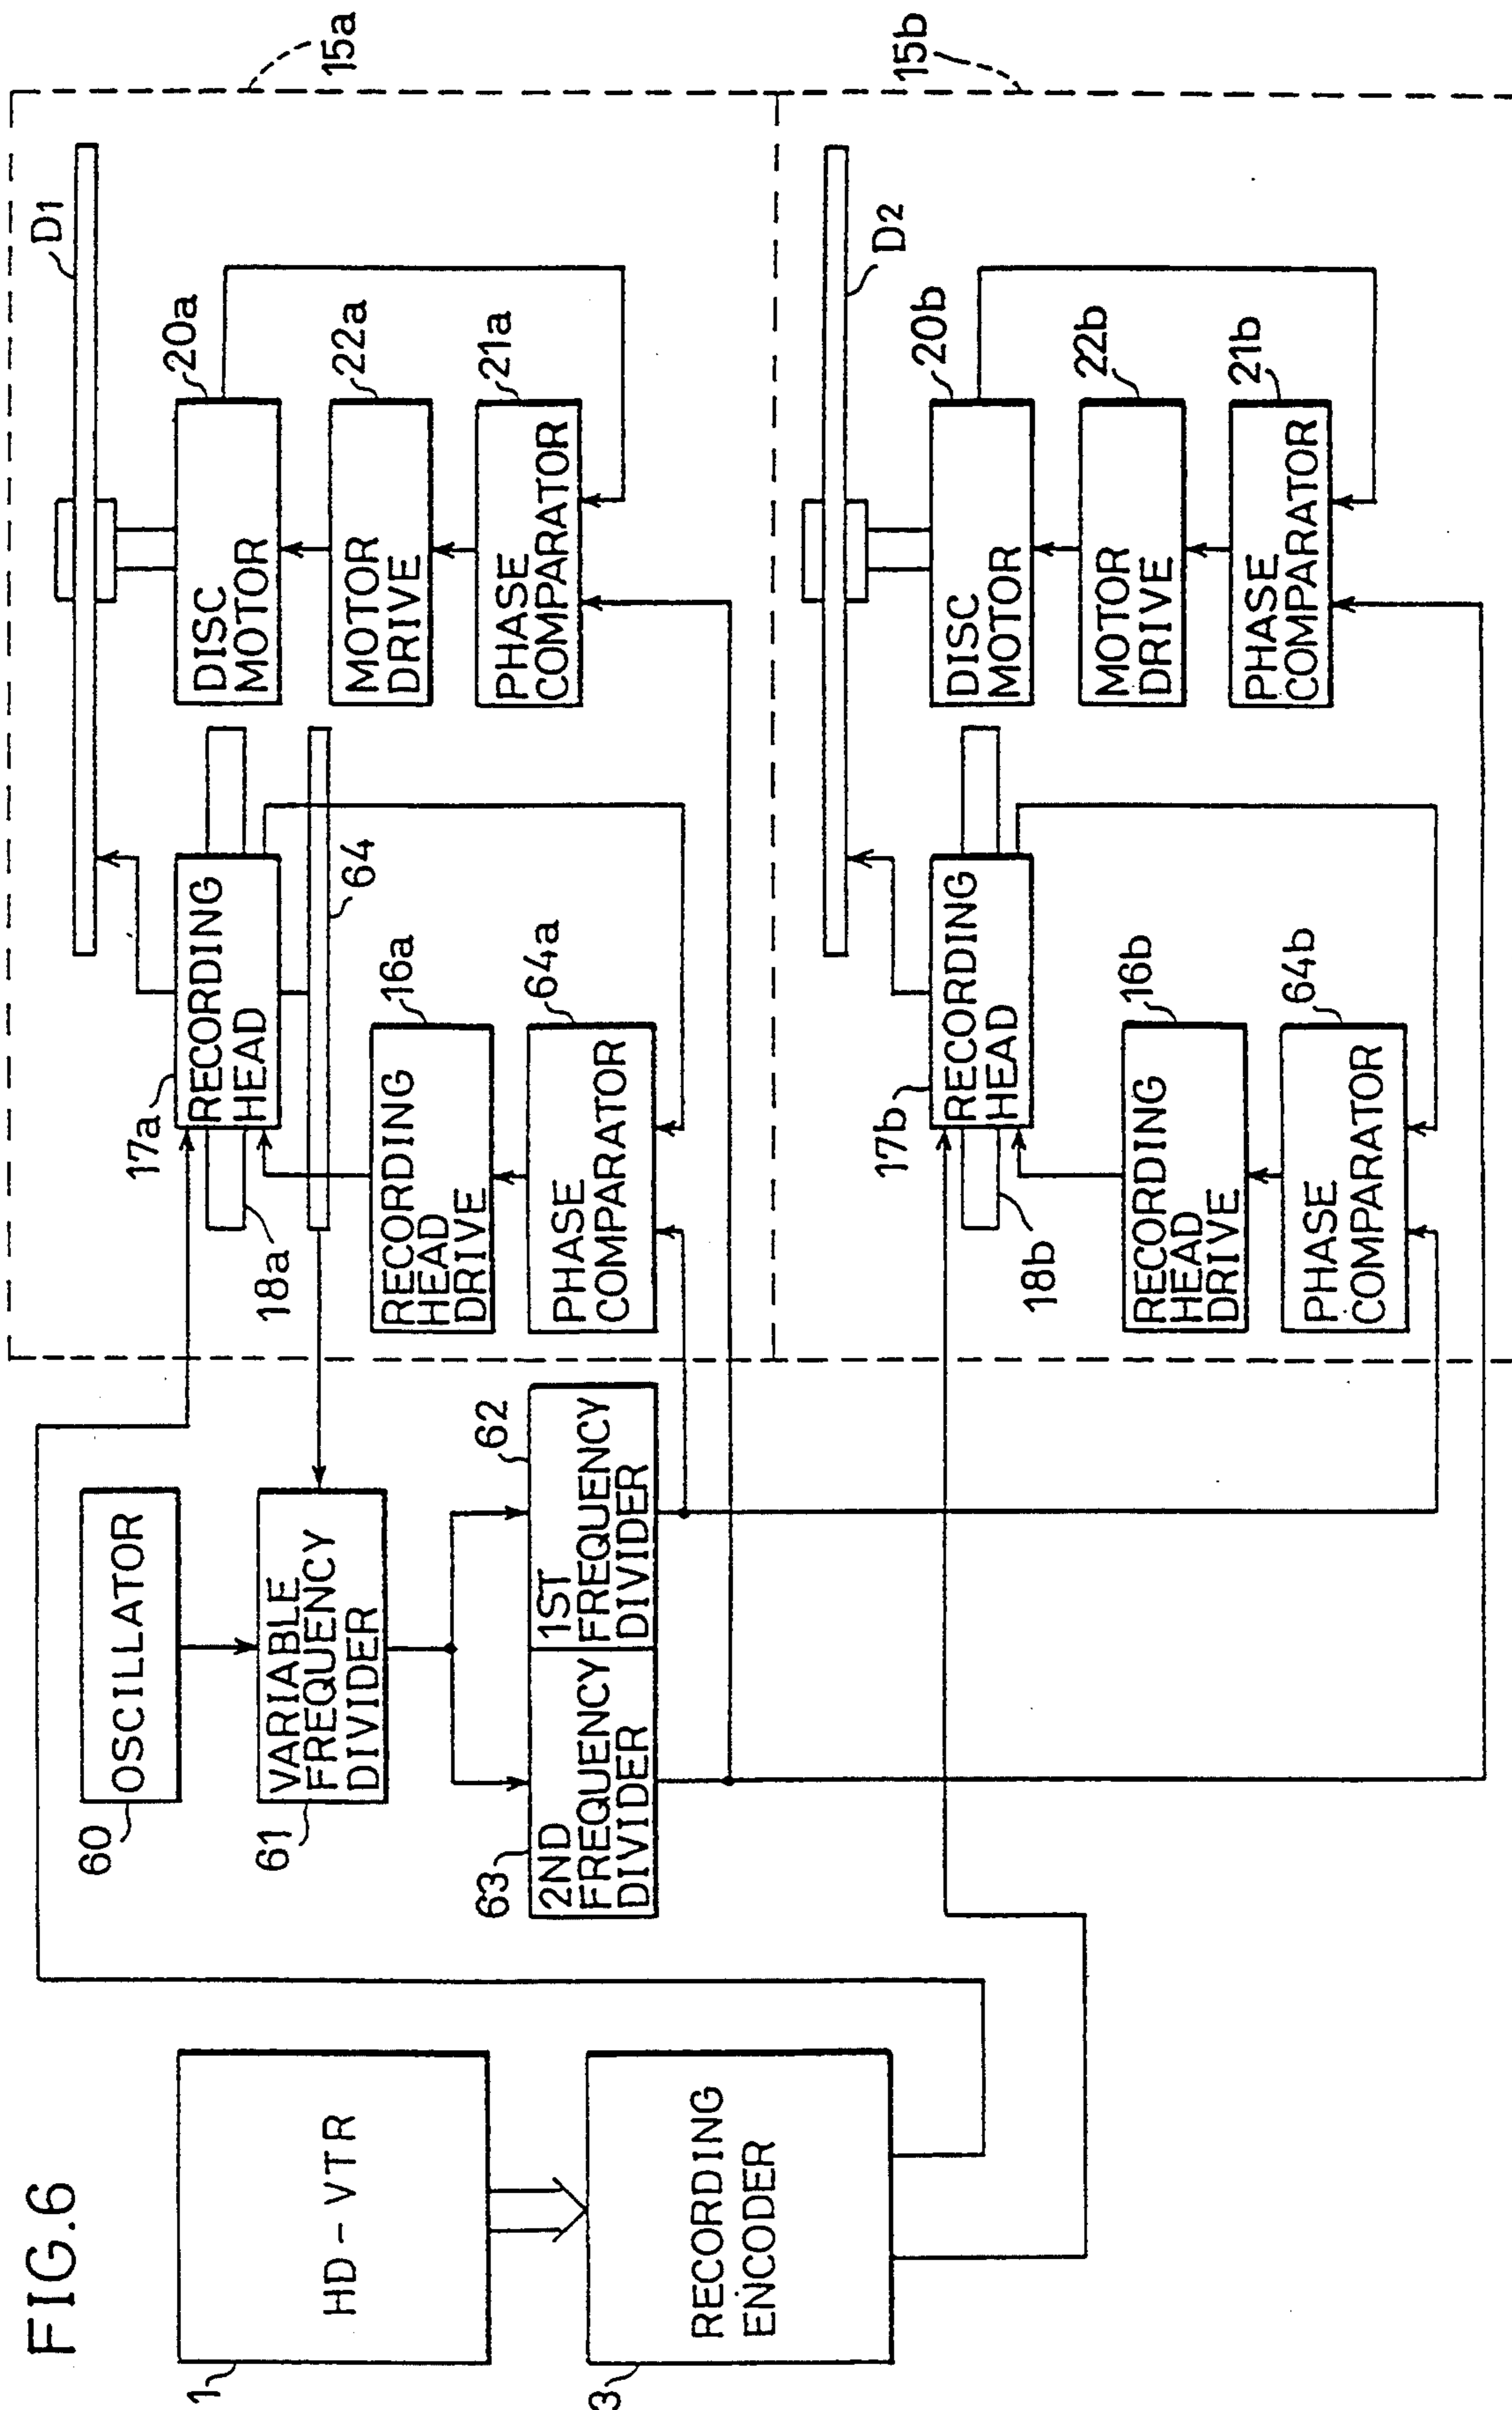 FIG.6
1
HD-VTR
3
RECORDING
ENCODER
60
OSCILLATOR
61
VARIABLE
FREQUENCY
DIVIDER
63
2ND
FREQUENCY
DIVIDER
62
1ST
FREQUENCY
DIVIDER
15a
D1
17a
RECORDING
HEAD
18a
64
16a
RECORDING
HEAD
DRIVE
64a
PHASE
COMPARATOR
20a
DISC
MOTOR
22a
MOTOR
DRIVE
21a
PHASE
COMPARATOR
15b
D2
17b
RECORDING
HEAD
18b
16b
RECORDING
HEAD
DRIVE
64b
PHASE
COMPARATOR
20b
DISC
MOTOR
22b
MOTOR
DRIVE
21b
PHASE
COMPARATOR